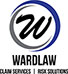 W
WARDLAW
CLAIM SERVICES | RISK SOLUTIONS